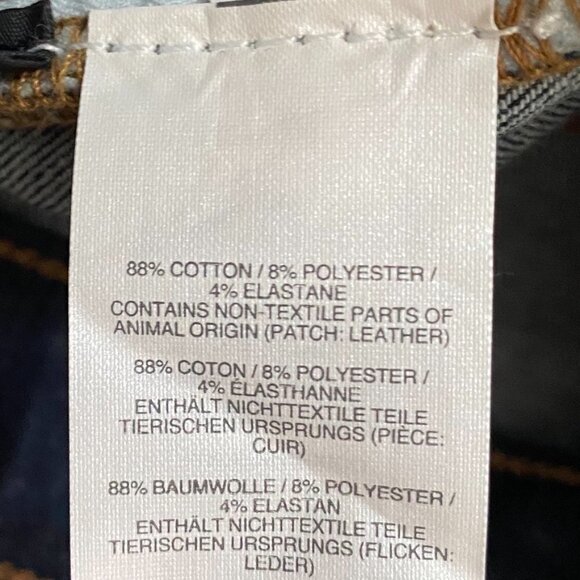 88% COTTON / 8% POLYESTER /
4% ELASTANE
CONTAINS NON-TEXTILE PARTS OF
ANIMAL ORIGIN (PATCH: LEATHER)
88% COTON / 8% POLYESTER /
4% ÉLASTHANNE
ENTHÄLT NICHTTEXTILE TEILE
TIERISCHEN URSPRUNGS (PIÈCE:
CUIR)
88% BAUMWOLLE / 8% POLYESTER /
4% ELASTAN
ENTHÄLT NICHTTEXTILE TEILE
TIERISCHEN URSPRUNGS (FLICKEN:
LEDER)